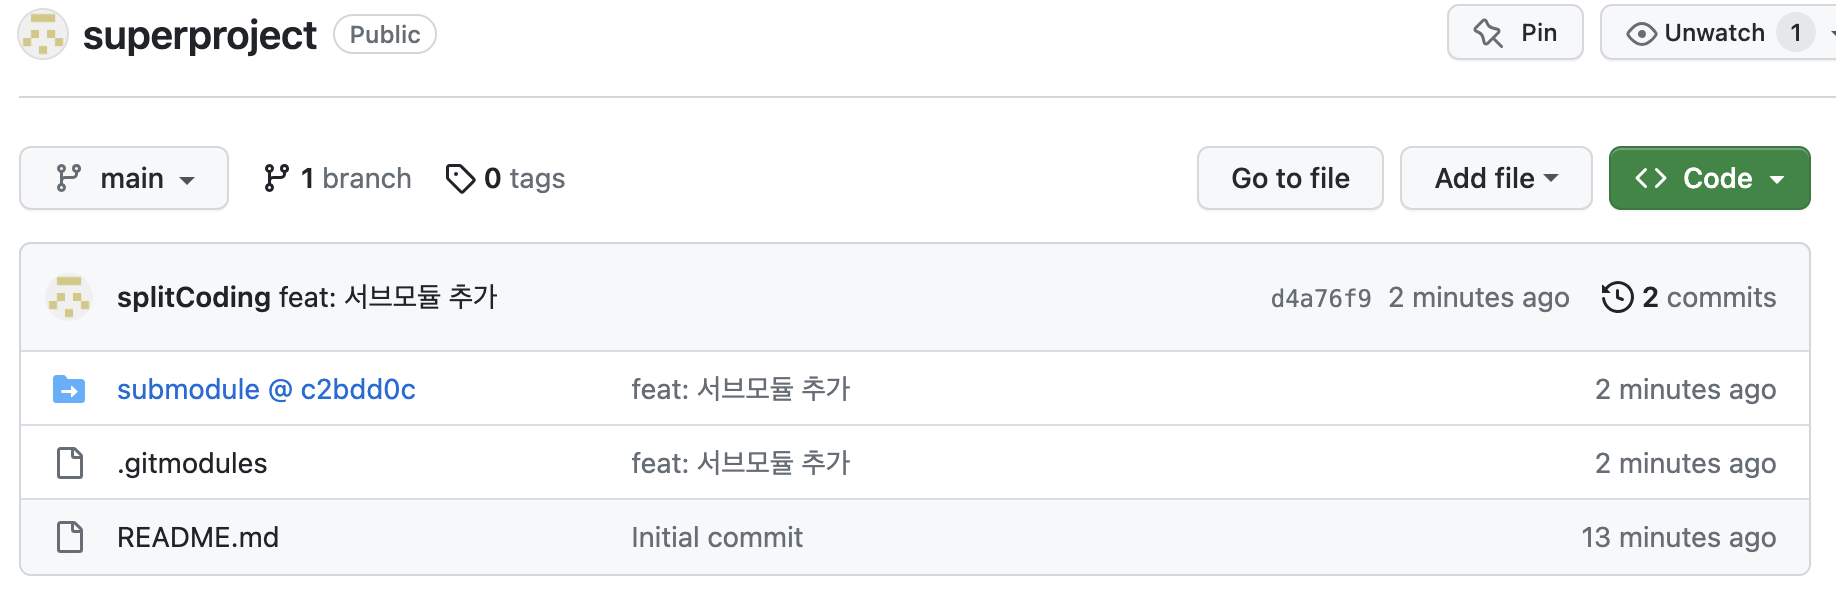 superproject Public Pin Unwatch 1
main 1 branch 0 tags Go to file Add file Code
splitCoding feat: 서브모듈 추가 d4a76f9 2 minutes ago 2 commits
submodule @ c2bdd0c feat: 서브모듈 추가 2 minutes ago
.gitmodules feat: 서브모듈 추가 2 minutes ago
README.md Initial commit 13 minutes ago